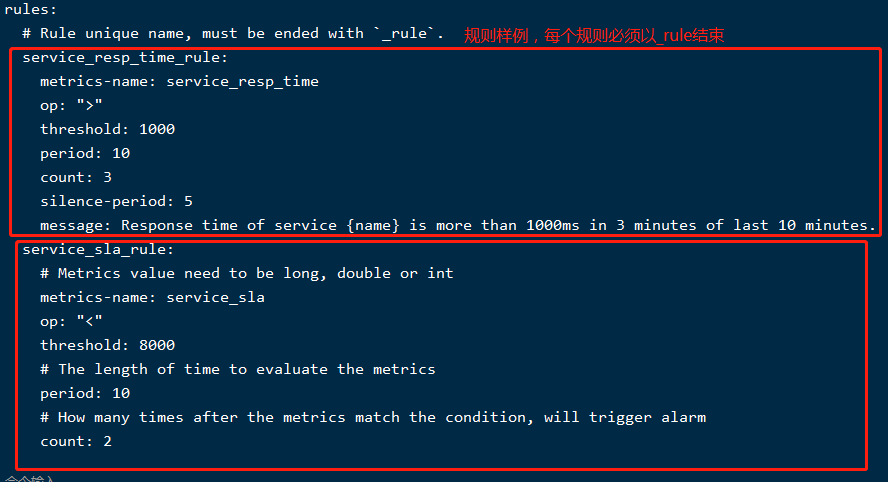 rules:
  # Rule unique name, must be ended with `_rule`. 规则样例，每个规则必须以_rule结束
  service_resp_time_rule:
    metrics-name: service_resp_time
    op: ">"
    threshold: 1000
    period: 10
    count: 3
    silence-period: 5
    message: Response time of service {name} is more than 1000ms in 3 minutes of last 10 minutes.
  service_sla_rule:
    # Metrics value need to be long, double or int
    metrics-name: service_sla
    op: "<"
    threshold: 8000
    # The length of time to evaluate the metrics
    period: 10
    # How many times after the metrics match the condition, will trigger alarm
    count: 2